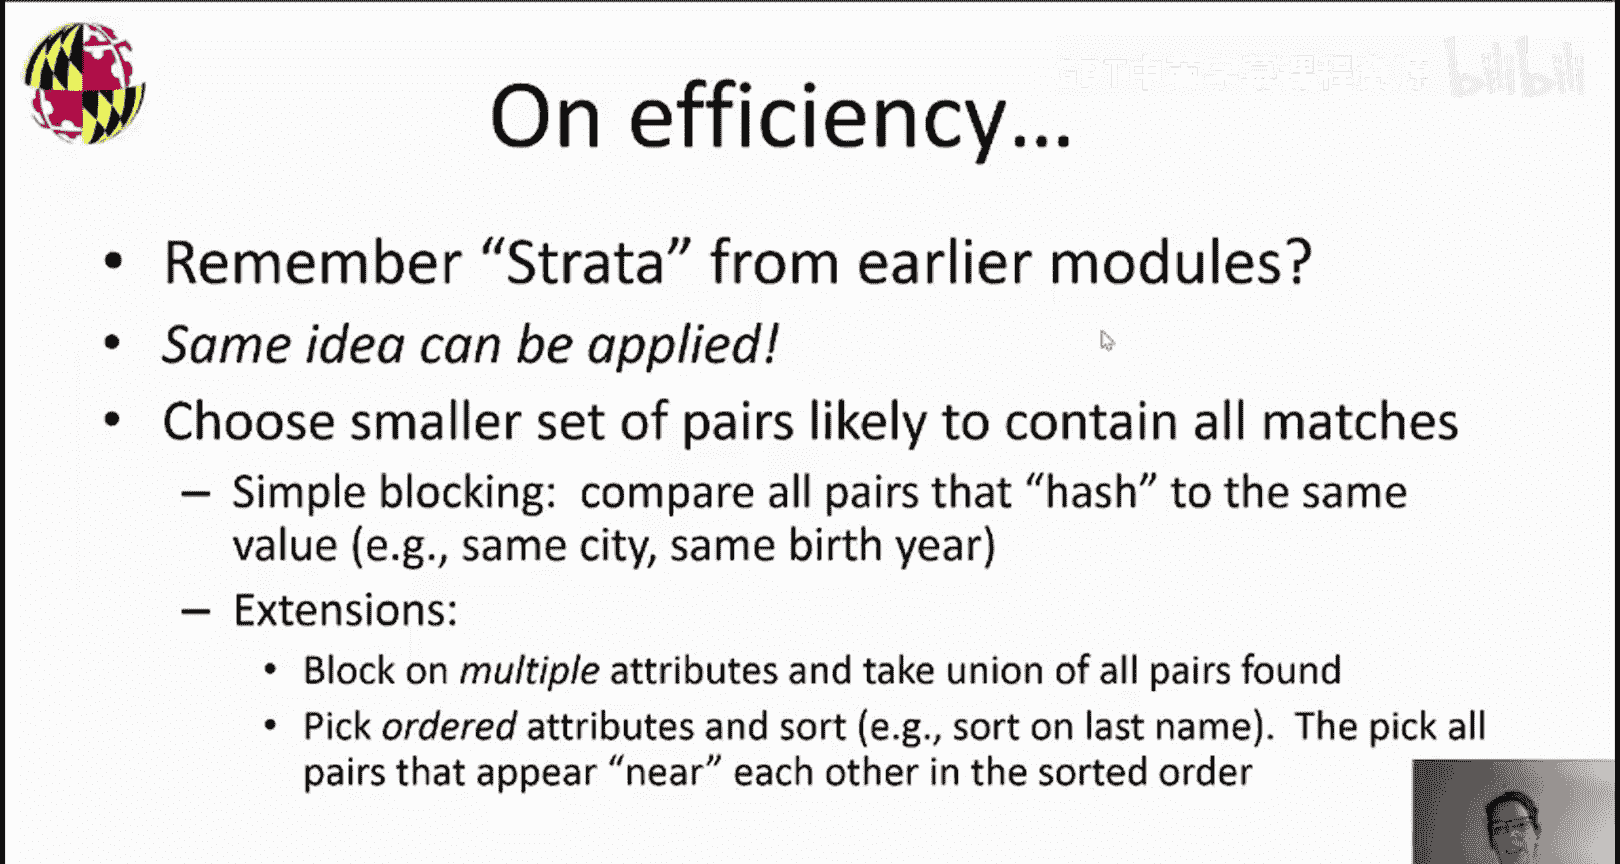 bilibili
On efficiency...
• Remember “Strata” from earlier modules?
• Same idea can be applied!
• Choose smaller set of pairs likely to contain all matches
– Simple blocking: compare all pairs that “hash” to the same
value (e.g., same city, same birth year)
– Extensions:
• Block on multiple attributes and take union of all pairs found
• Pick ordered attributes and sort (e.g., sort on last name). The pick all
pairs that appear “near” each other in the sorted order